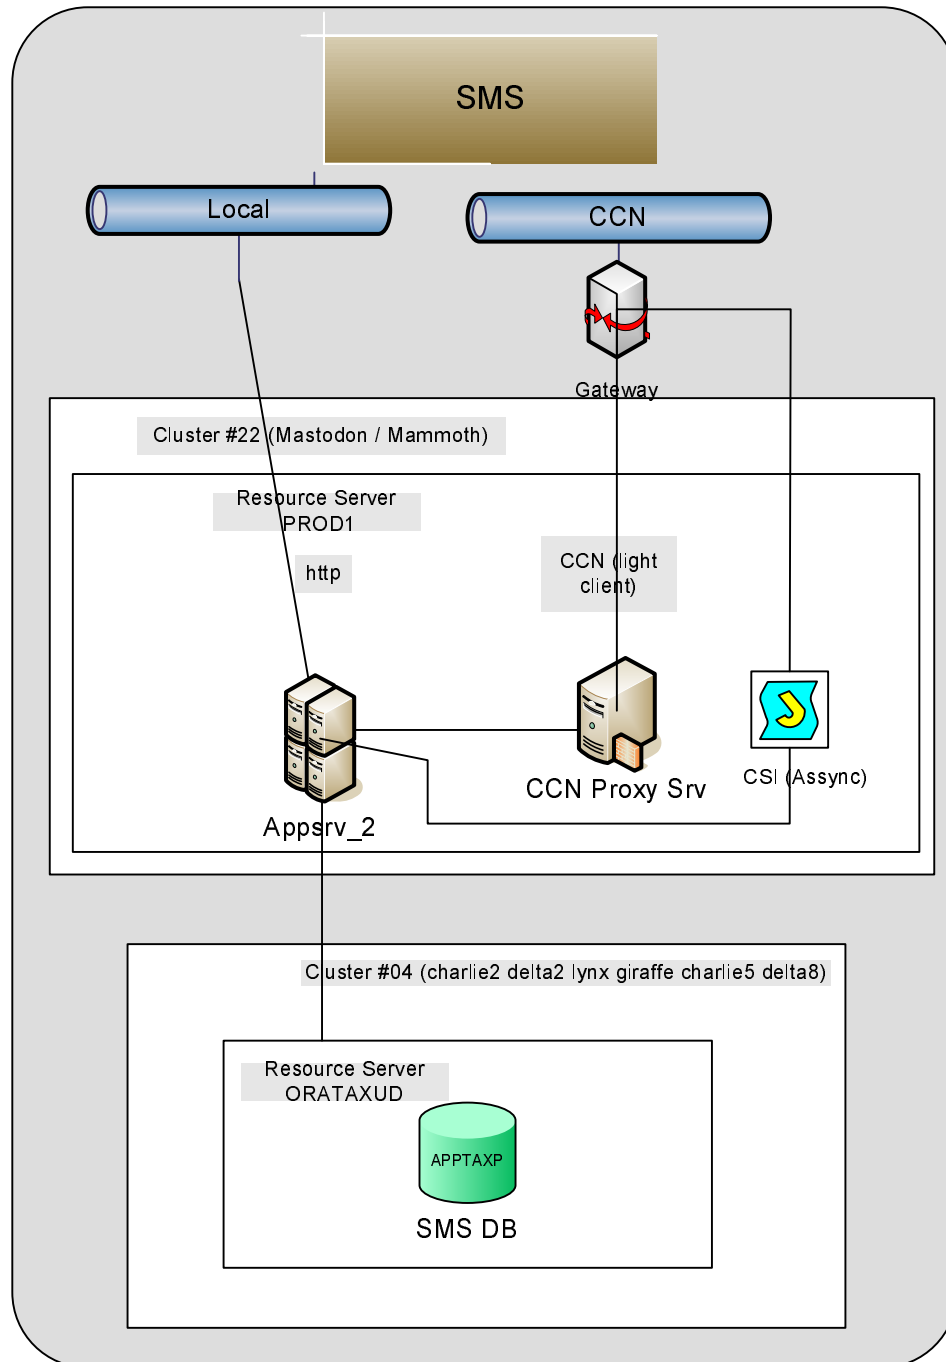 SMS
Local
CCN
Gateway
Cluster #22 (Mastodon / Mammoth)
Resource Server
PROD1
http
CCN (light
client)
CCN Proxy Srv
CSI (Assync)
Appsrv_2
Cluster #04 (charlie2 delta2 lynx giraffe charlie5 delta8)
Resource Server
ORATAXUD
APPTAXP
SMS DB